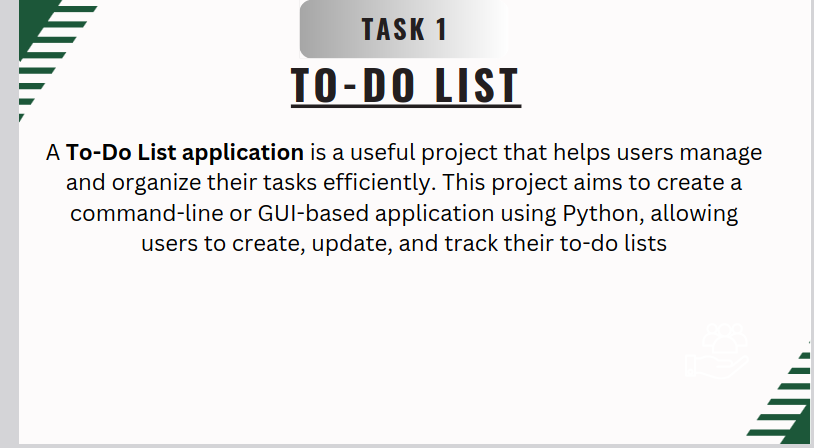 TASK 1
TO-DO LIST
A To-Do List application is a useful project that helps users manage
and organize their tasks efficiently. This project aims to create a
command-line or GUI-based application using Python, allowing
users to create, update, and track their to-do lists